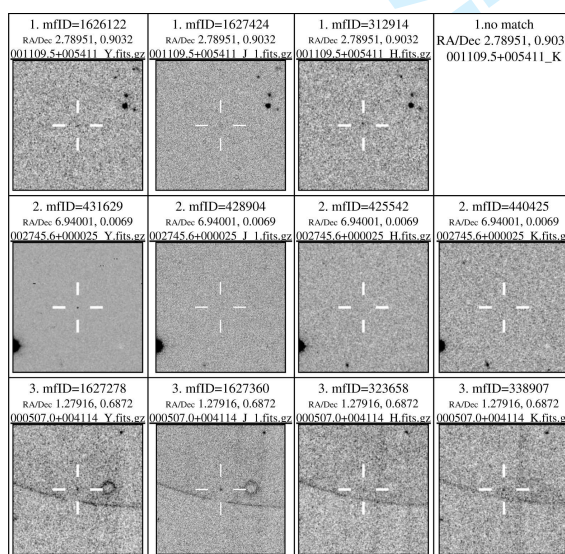 1. mfID=1626122
RA/Dec 2.78951, 0.9032
001109.5+005411_Y.fits.gz
1. mfID=1627424
RA/Dec 2.78951, 0.9032
001109.5+005411_J_1.fits.gz
1. mfID=312914
RA/Dec 2.78951, 0.9032
001109.5+005411_H.fits.gz
1.no match
RA/Dec 2.78951, 0.903
001109.5+005411_K
2. mfID=431629
RA/Dec 6.94001, 0.0069
002745.6+000025_Y.fits.gz
2. mfID=428904
RA/Dec 6.94001, 0.0069
002745.6+000025_J_1.fits.gz
2. mfID=425542
RA/Dec 6.94001, 0.0069
002745.6+000025_H.fits.gz
2. mfID=440425
RA/Dec 6.94001, 0.0069
002745.6+000025_K.fits.gz
3. mfID=1627278
RA/Dec 1.27916, 0.6872
000507.0+004114_Y.fits.gz
3. mfID=1627360
RA/Dec 1.27916, 0.6872
000507.0+004114_J_1.fits.gz
3. mfID=323658
RA/Dec 1.27916, 0.6872
000507.0+004114_H.fits.gz
3. mfID=338907
RA/Dec 1.27916, 0.6872
000507.0+004114_K.fits.gz